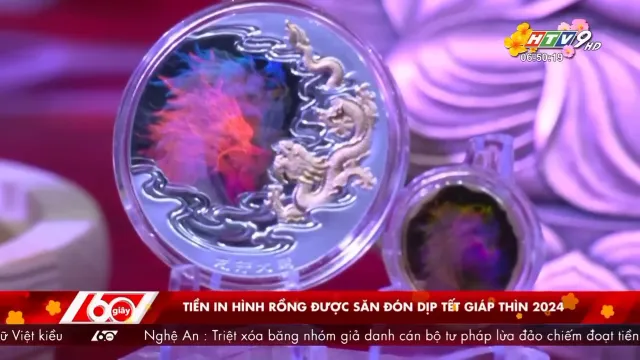 HTV9 HD
06:50:19
60 giây
TIỀN IN HÌNH RỒNG ĐƯỢC SĂN ĐÓN DỊP TẾT GIÁP THÌN 2024
ữ Việt kiều
60
Nghệ An : Triệt xóa băng nhóm giả danh cán bộ tư pháp lừa đảo chiếm đoạt tiền